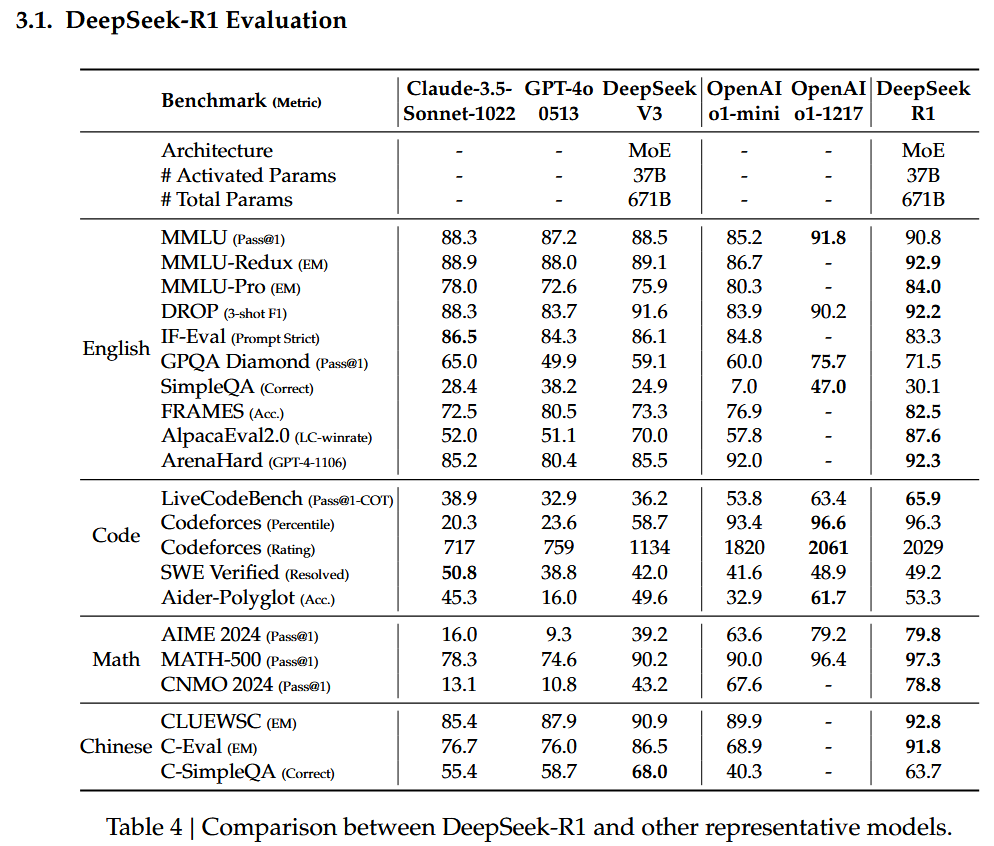 3.1. DeepSeek-R1 Evaluation
Benchmark (Metric) Claude-3.5-Sonnet-1022 GPT-4o 0513 DeepSeek V3 OpenAI o1-mini OpenAI o1-1217 DeepSeek R1
Architecture - - MoE - - MoE
# Activated Params - - 37B - - 37B
# Total Params - - 671B - - 671B
English
MMLU (Pass@1) 88.3 87.2 88.5 85.2 91.8 90.8
MMLU-Redux (EM) 88.9 88.0 89.1 86.7 - 92.9
MMLU-Pro (EM) 78.0 72.6 75.9 80.3 - 84.0
DROP (3-shot F1) 88.3 83.7 91.6 83.9 90.2 92.2
IF-Eval (Prompt Strict) 86.5 84.3 86.1 84.8 - 83.3
GPQA Diamond (Pass@1) 65.0 49.9 59.1 60.0 75.7 71.5
SimpleQA (Correct) 28.4 38.2 24.9 7.0 47.0 30.1
FRAMES (Acc.) 72.5 80.5 73.3 76.9 - 82.5
AlpacaEval2.0 (LC-winrate) 52.0 51.1 70.0 57.8 - 87.6
ArenaHard (GPT-4-1106) 85.2 80.4 85.5 92.0 - 92.3
Code
LiveCodeBench (Pass@1-COT) 38.9 32.9 36.2 53.8 63.4 65.9
Codeforces (Percentile) 20.3 23.6 58.7 93.4 96.6 96.3
Codeforces (Rating) 717 759 1134 1820 2061 2029
SWE Verified (Resolved) 50.8 38.8 42.0 41.6 48.9 49.2
Aider-Polyglot (Acc.) 45.3 16.0 49.6 32.9 61.7 53.3
Math
AIME 2024 (Pass@1) 16.0 9.3 39.2 63.6 79.2 79.8
MATH-500 (Pass@1) 78.3 74.6 90.2 90.0 96.4 97.3
CNMO 2024 (Pass@1) 13.1 10.8 43.2 67.6 - 78.8
Chinese
CLUEWSC (EM) 85.4 87.9 90.9 89.9 - 92.8
C-Eval (EM) 76.7 76.0 86.5 68.9 - 91.8
C-SimpleQA (Correct) 55.4 58.7 68.0 40.3 - 63.7
Table 4 | Comparison between DeepSeek-R1 and other representative models.